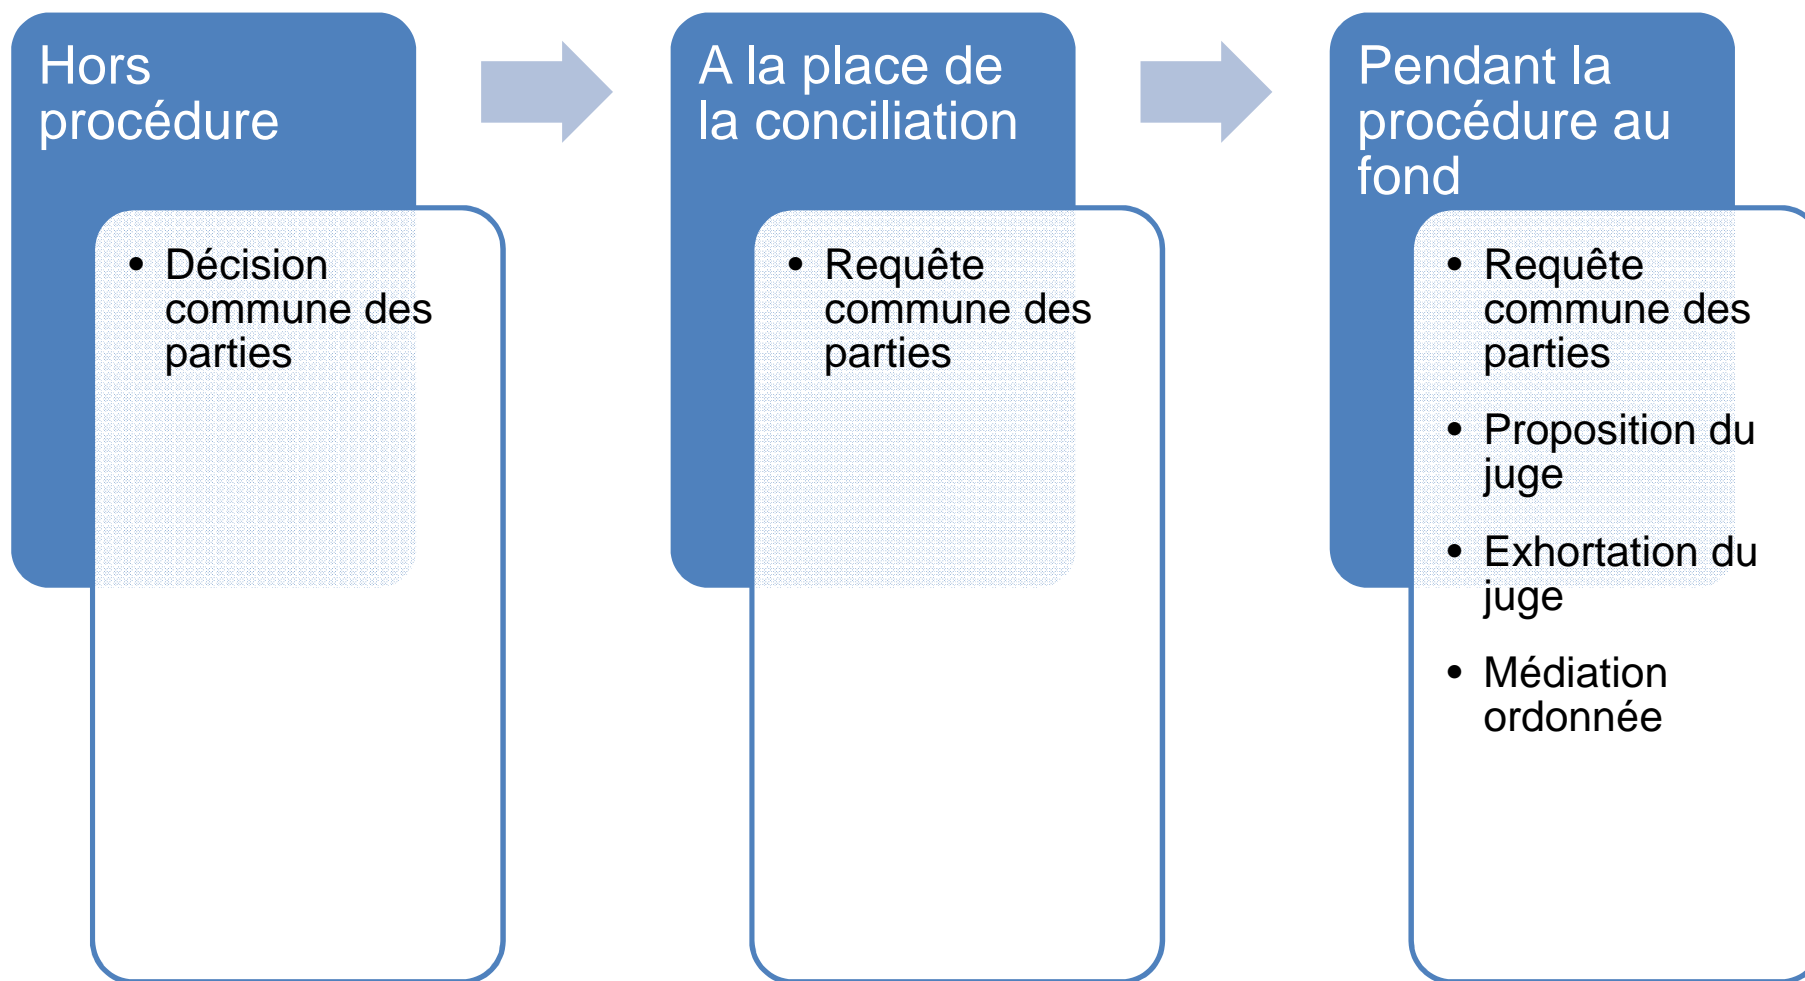 Hors
procédure
• Décision
commune des
parties
A la place de
la conciliation
• Requête
commune des
parties
Pendant la
procédure au
fond
• Requête
commune des
parties
• Proposition du
juge
• Exhortation du
juge
• Médiation
ordonnée